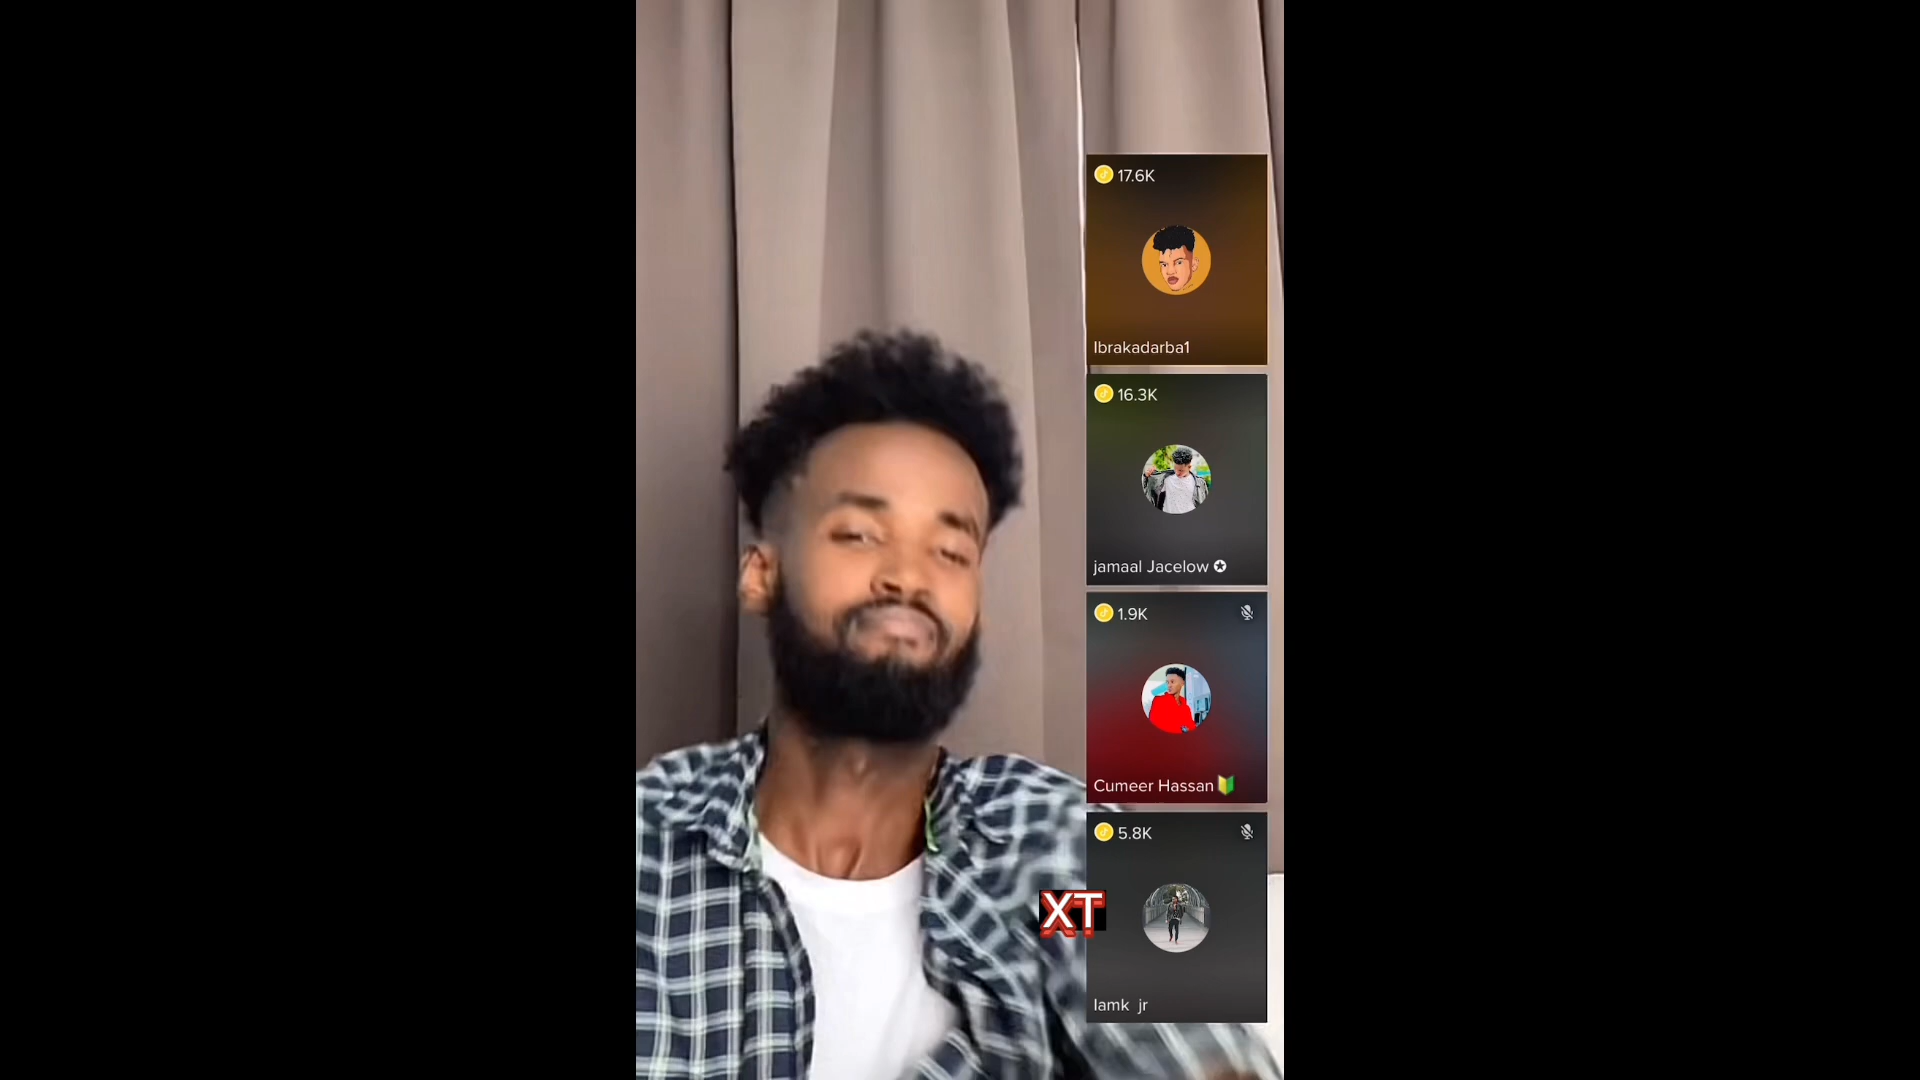 17.6K
Ibrakadarba1
16.3K
jamaal Jacelow
1.9K
Cumeer Hassan
5.8K
XT
Iamk jr